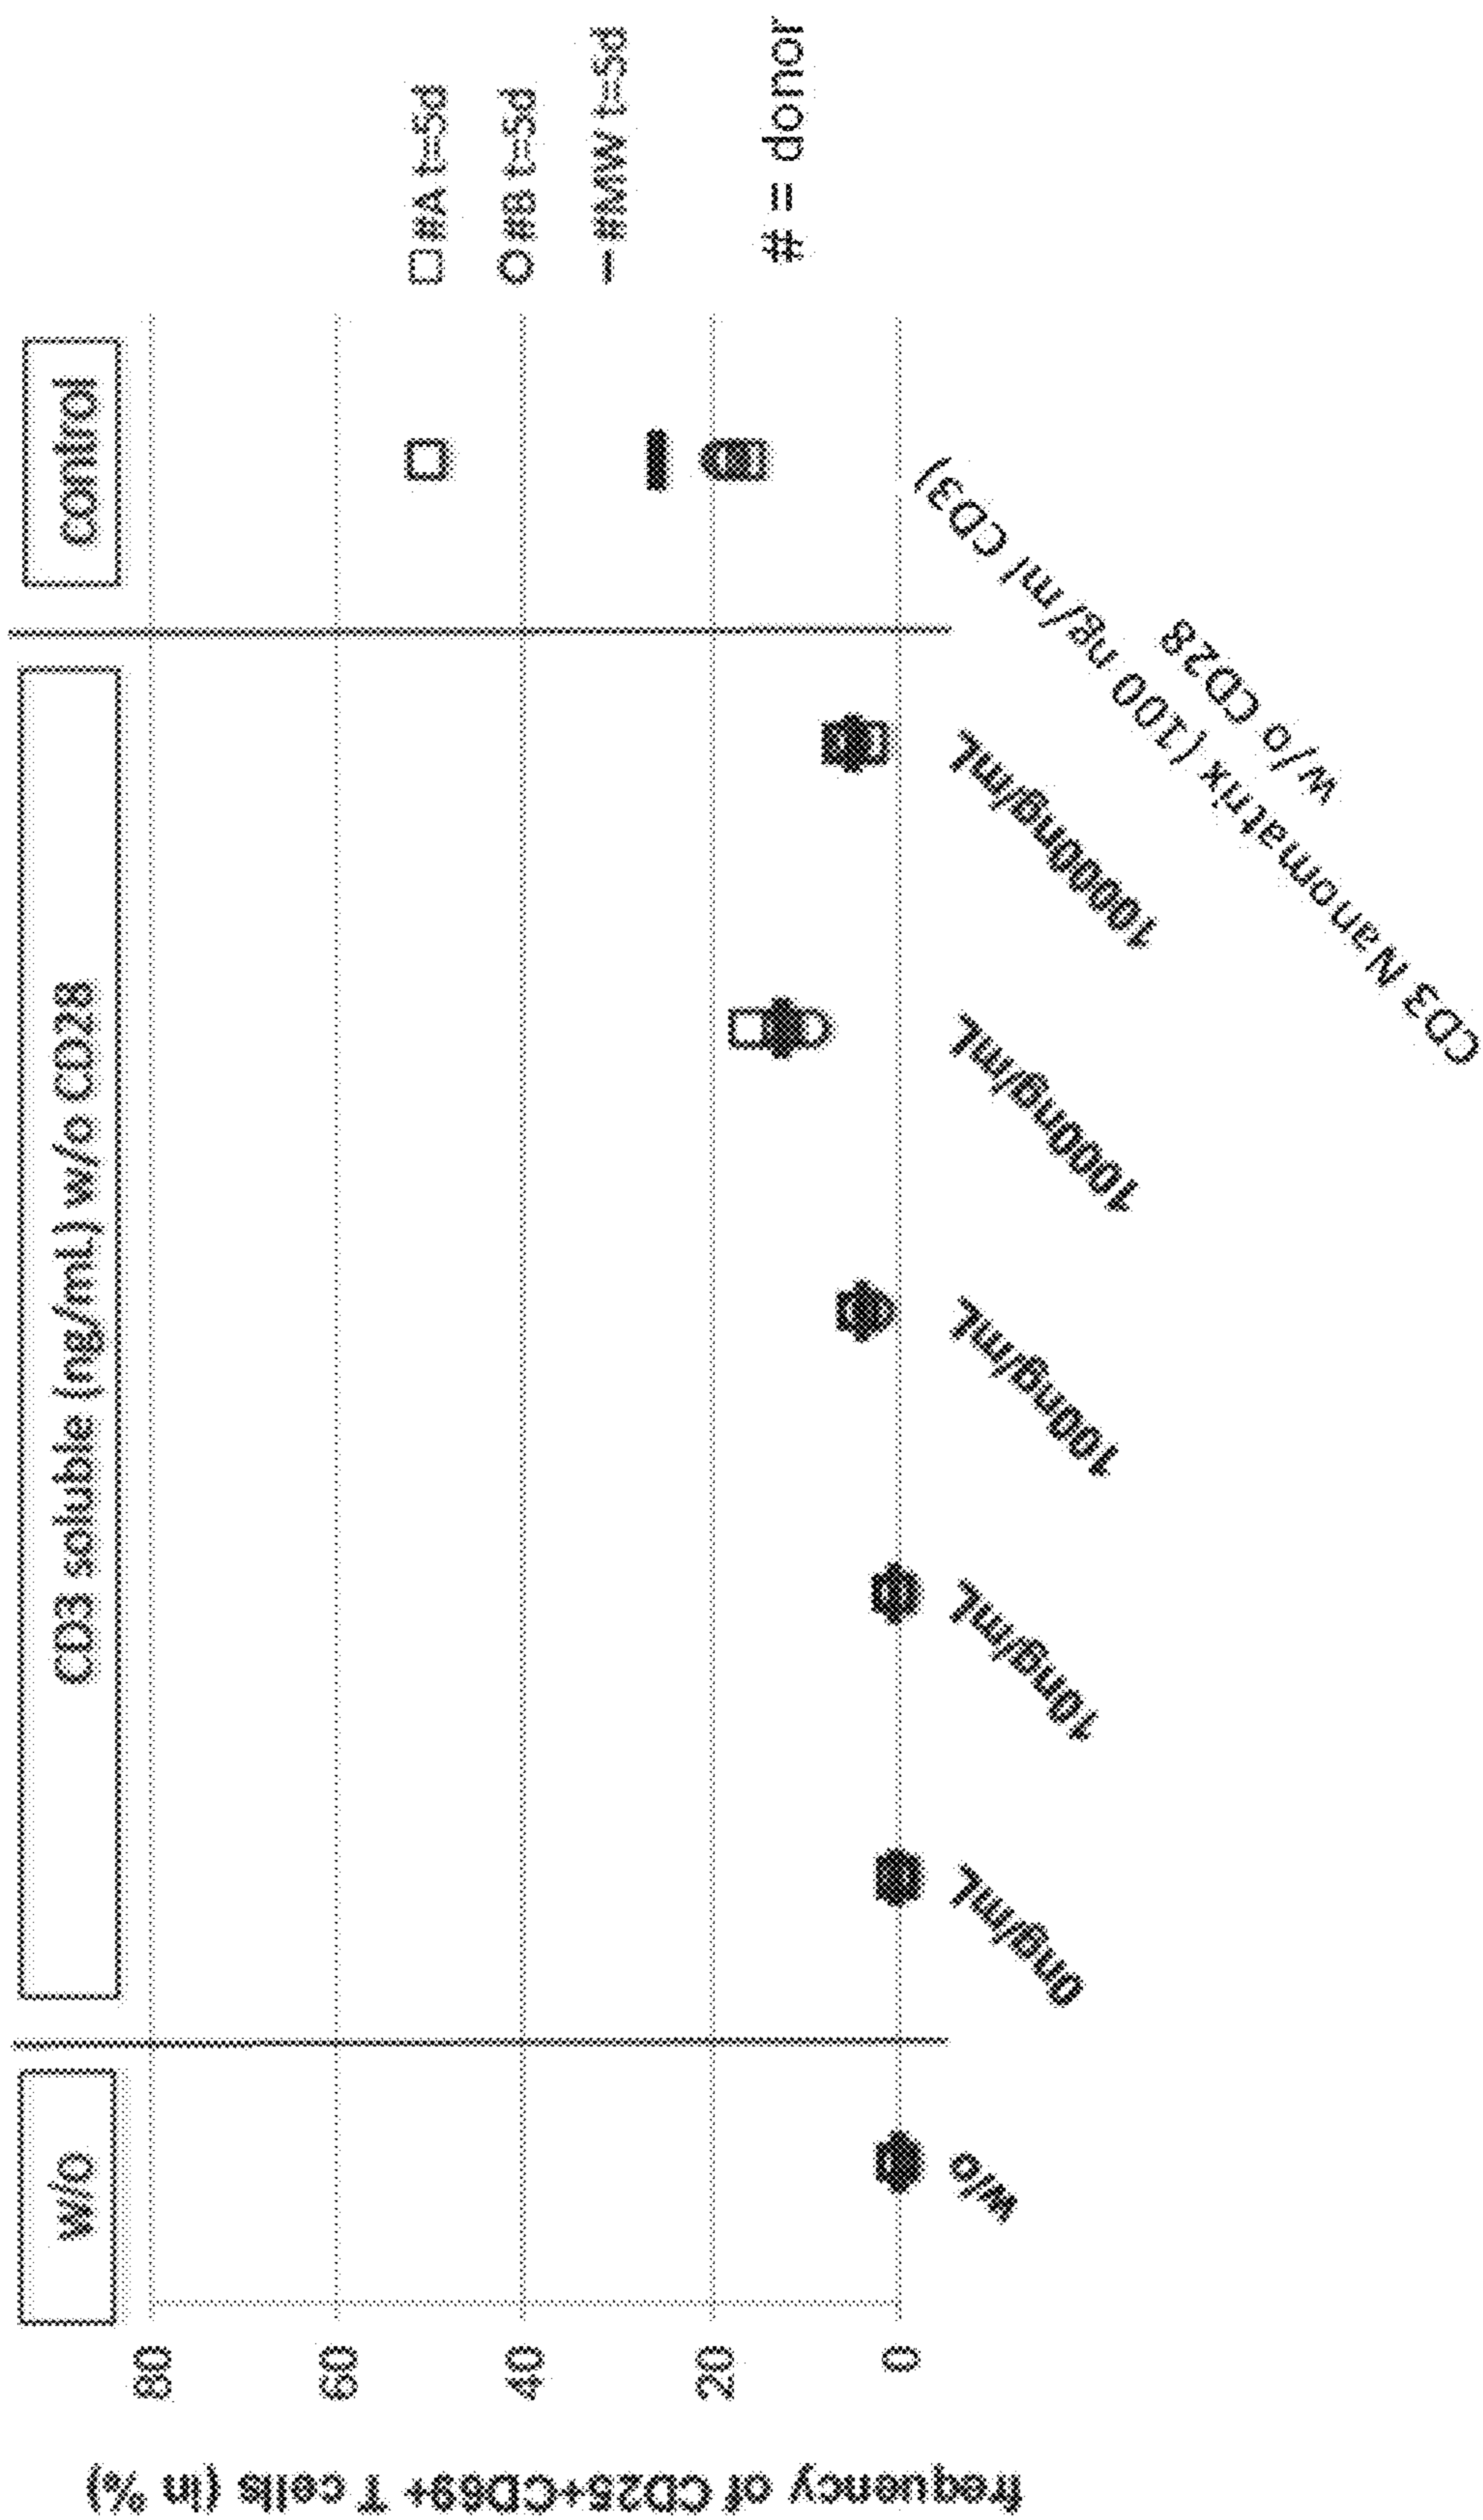 w/o
CD3 soluble (ng/mL) w/o CD28
control
frequency of CD25+CD69+ T cells (in %)
80
60
40
20
0
w/o
0ng/mL
10ng/mL
100ng/mL
1000ng/mL
10000ng/mL
CD3 Nanomatrix (100 ng/ml CD3)
w/o CD28
#A t=5d
#B t=5d
#MW t=5d
# = donor